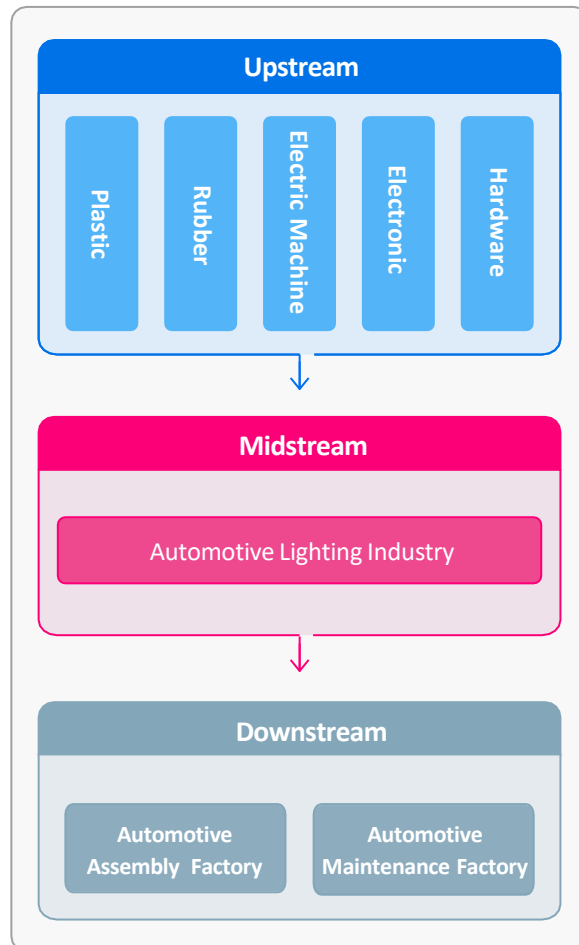 Upstream
Plastic
Rubber
Electric Machine
Electronic
Hardware
Midstream
Automotive Lighting Industry
Downstream
Automotive
Assembly Factory
Automotive
Maintenance Factory